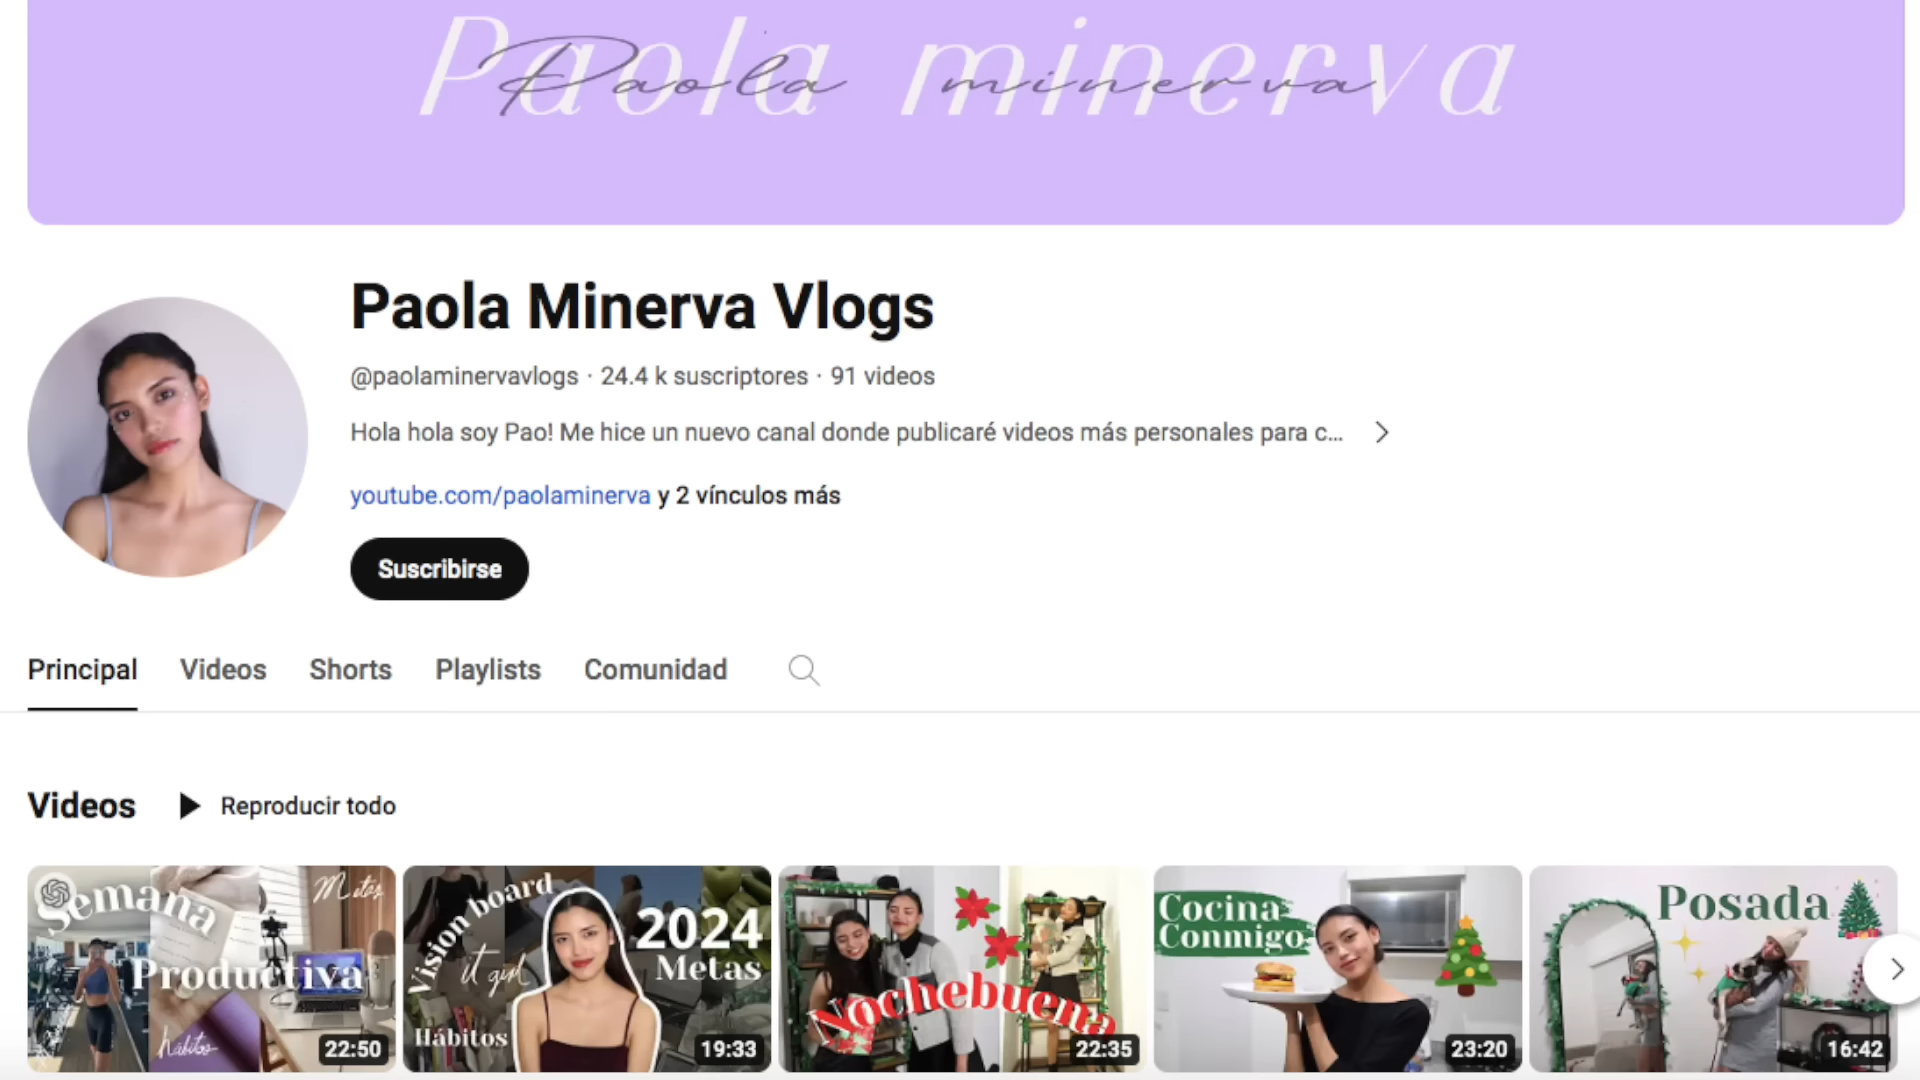 Paola minerva
Paola minerva
Paola Minerva Vlogs
@paolaminervavlogs · 24.4 k suscriptores · 91 videos
Hola hola soy Pao! Me hice un nuevo canal donde publicaré videos más personales para c...
youtube.com/paolaminerva y 2 vínculos más
Suscribirse
Principal Videos Shorts Playlists Comunidad
Videos Reproducir todo
Semana
Productiva
Metas
hábitos
22:50
Vision board
it girl
2024
Metas
Hábitos
19:33
Nochebuena
22:35
Cocina
Conmigo
23:20
Posada
16:42